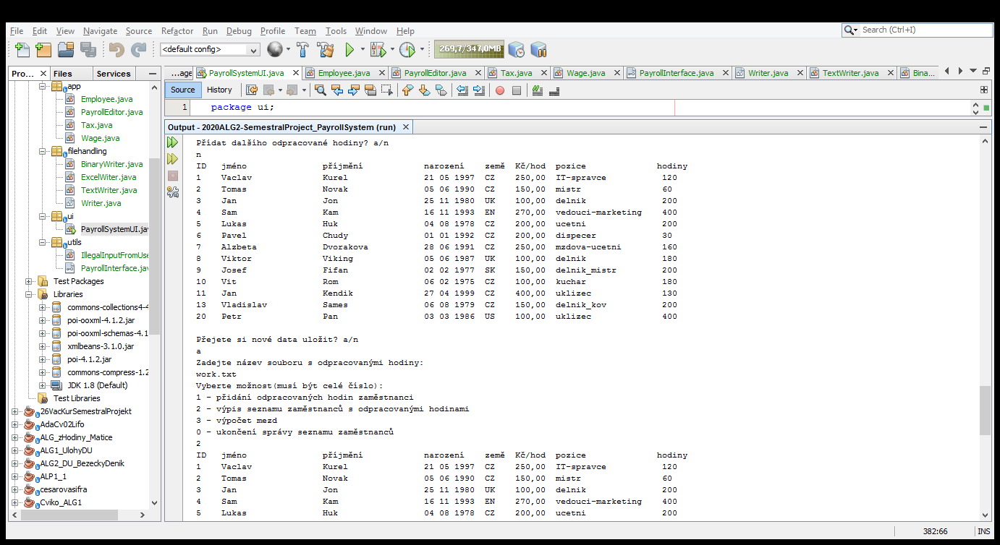 File Edit View Navigate Source Refactor Run Debug Profile Team Tools Window Help
Search (Ctrl+I)
<default config>
269,7/347,0MB
Pro... Files Services
...age PayrollSystemUI.java Employee.java PayrollEditor.java Tax.java Wage.java PayrollInterface.java Writer.java TextWriter.java Bina...
Source History
1 package ui;
app
Employee.java
PayrollEditor.java
Tax.java
Wage.java
filehandling
BinaryWriter.java
ExcelWiter.java
TextWriter.java
Writer.java
ui
PayrollSystemUI.jav
utils
IllegalInputFromUse
PayrollInterface.jav
Test Packages
Libraries
commons-collections4-4
poi-ooxml-4.1.2.jar
poi-ooxml-schemas-4.1
xmlbeans-3.1.0.jar
poi-4.1.2.jar
commons-compress-1.2
JDK 1.8 (Default)
Test Libraries
26VacKurSemestralProjekt
AdaCv02Lifo
ALG_zHodiny_Matice
ALG1_UlohyDU
ALG2_DU_BezeckyDenik
ALP1_1
cesarovasifra
Cviko_ALG1
Output - 2020ALG2-SemestralProject_PayrollSystem (run)
Přidat dalšího odpracované hodiny? a/n
n
ID jméno příjmění narození země Kč/hod pozice hodiny
1 Vaclav Kurel 21 05 1997 CZ 250,00 IT-spravce 120
2 Tomas Novak 05 06 1990 CZ 150,00 mistr 60
3 Jan Jon 25 11 1980 UK 100,00 delnik 200
4 Sam Kam 16 11 1993 EN 270,00 vedouci-marketing 400
5 Lukas Huk 04 08 1978 CZ 200,00 ucetni 200
6 Pavel Chudy 01 01 1992 CZ 200,00 dispecer 30
7 Alzbeta Dvorakova 28 06 1991 CZ 250,00 mzdova-ucetni 160
8 Viktor Viking 05 06 1987 UK 100,00 delnik 180
9 Josef Fifan 02 02 1977 SK 150,00 delnik_mistr 200
10 Vit Rom 06 02 1975 CZ 100,00 kuchar 180
11 Jan Kendik 27 04 1999 CZ 400,00 uklizec 130
13 Vladislav Sames 06 08 1979 CZ 150,00 delnik_kov 200
20 Petr Pan 03 03 1986 US 100,00 uklizec 400
Přejete si nové data uložit? a/n
a
Zadejte název souboru s odpracovanými hodiny:
work.txt
Vyberte možnost(musí být celé číslo):
1 - přidání odpracovaných hodin zaměstnanci
2 - výpis seznamu zaměstnanců s odpracovanými hodinami
3 - výpočet mezd
0 - ukončení správy seznamu zaměstnanců
2
ID jméno příjmění narození země Kč/hod pozice hodiny
1 Vaclav Kurel 21 05 1997 CZ 250,00 IT-spravce 120
2 Tomas Novak 05 06 1990 CZ 150,00 mistr 60
3 Jan Jon 25 11 1980 UK 100,00 delnik 200
4 Sam Kam 16 11 1993 EN 270,00 vedouci-marketing 400
5 Lukas Huk 04 08 1978 CZ 200,00 ucetni 200
382:66 INS